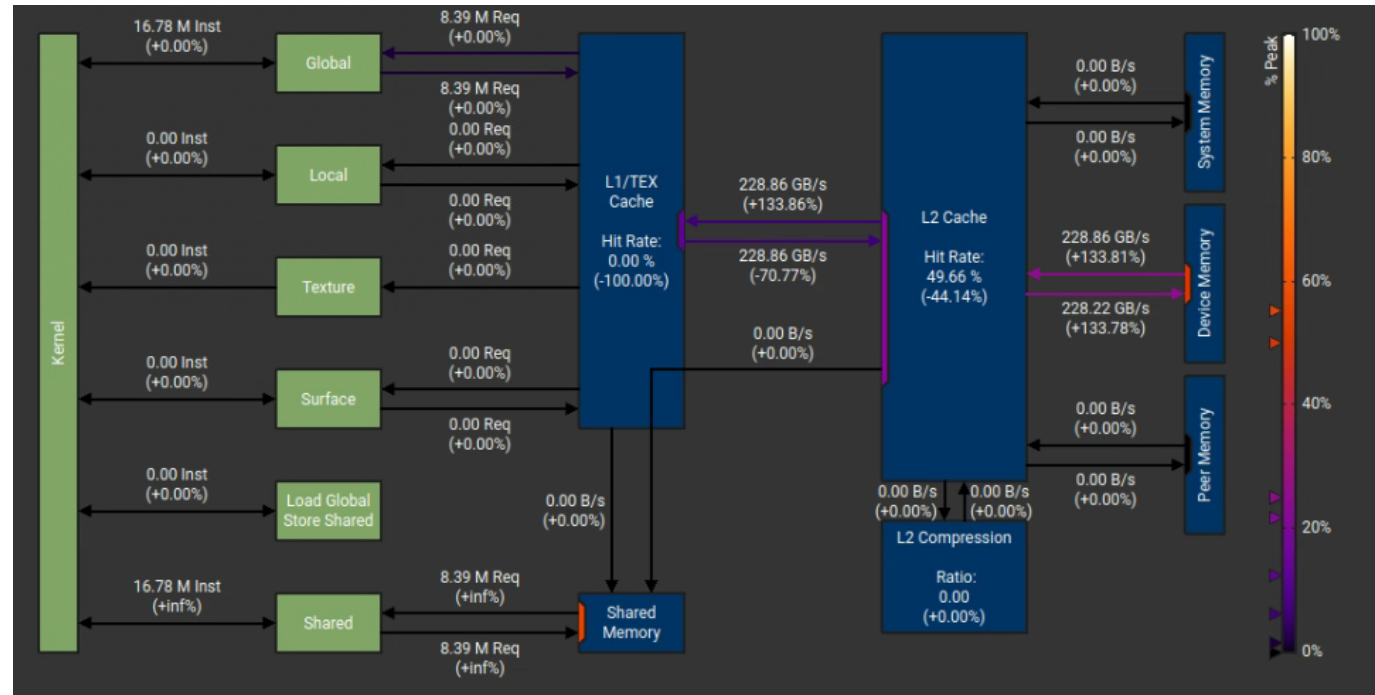 Kernel
16.78 M Inst
(+0.00%)
Global
8.39 M Req
(+0.00%)
8.39 M Req
(+0.00%)
0.00 Inst
(+0.00%)
Local
0.00 Req
(+0.00%)
0.00 Req
(+0.00%)
0.00 Inst
(+0.00%)
Texture
0.00 Req
(+0.00%)
0.00 Inst
(+0.00%)
Surface
0.00 Req
(+0.00%)
0.00 Req
(+0.00%)
0.00 Inst
(+0.00%)
Load Global
Store Shared
16.78 M Inst
(+inf%)
Shared
8.39 M Req
(+inf%)
8.39 M Req
(+inf%)
L1/TEX
Cache
Hit Rate:
0.00 %
(-100.00%)
0.00 B/s
(+0.00%)
Shared
Memory
228.86 GB/s
(+133.86%)
228.86 GB/s
(-70.77%)
0.00 B/s
(+0.00%)
L2 Cache
Hit Rate:
49.66 %
(-44.14%)
0.00 B/s
(+0.00%)
0.00 B/s
(+0.00%)
L2 Compression
Ratio:
0.00
(+0.00%)
0.00 B/s
(+0.00%)
0.00 B/s
(+0.00%)
System Memory
228.86 GB/s
(+133.81%)
228.22 GB/s
(+133.78%)
Device Memory
0.00 B/s
(+0.00%)
0.00 B/s
(+0.00%)
Peer Memory
% Peak
100%
80%
60%
40%
20%
0%